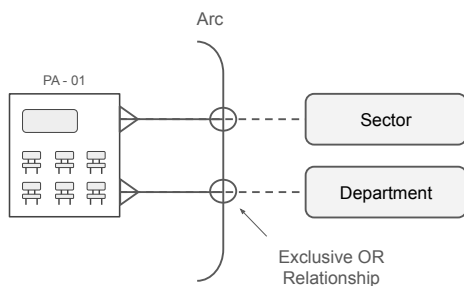 Arc
PA - 01
Sector
Department
Exclusive OR
Relationship